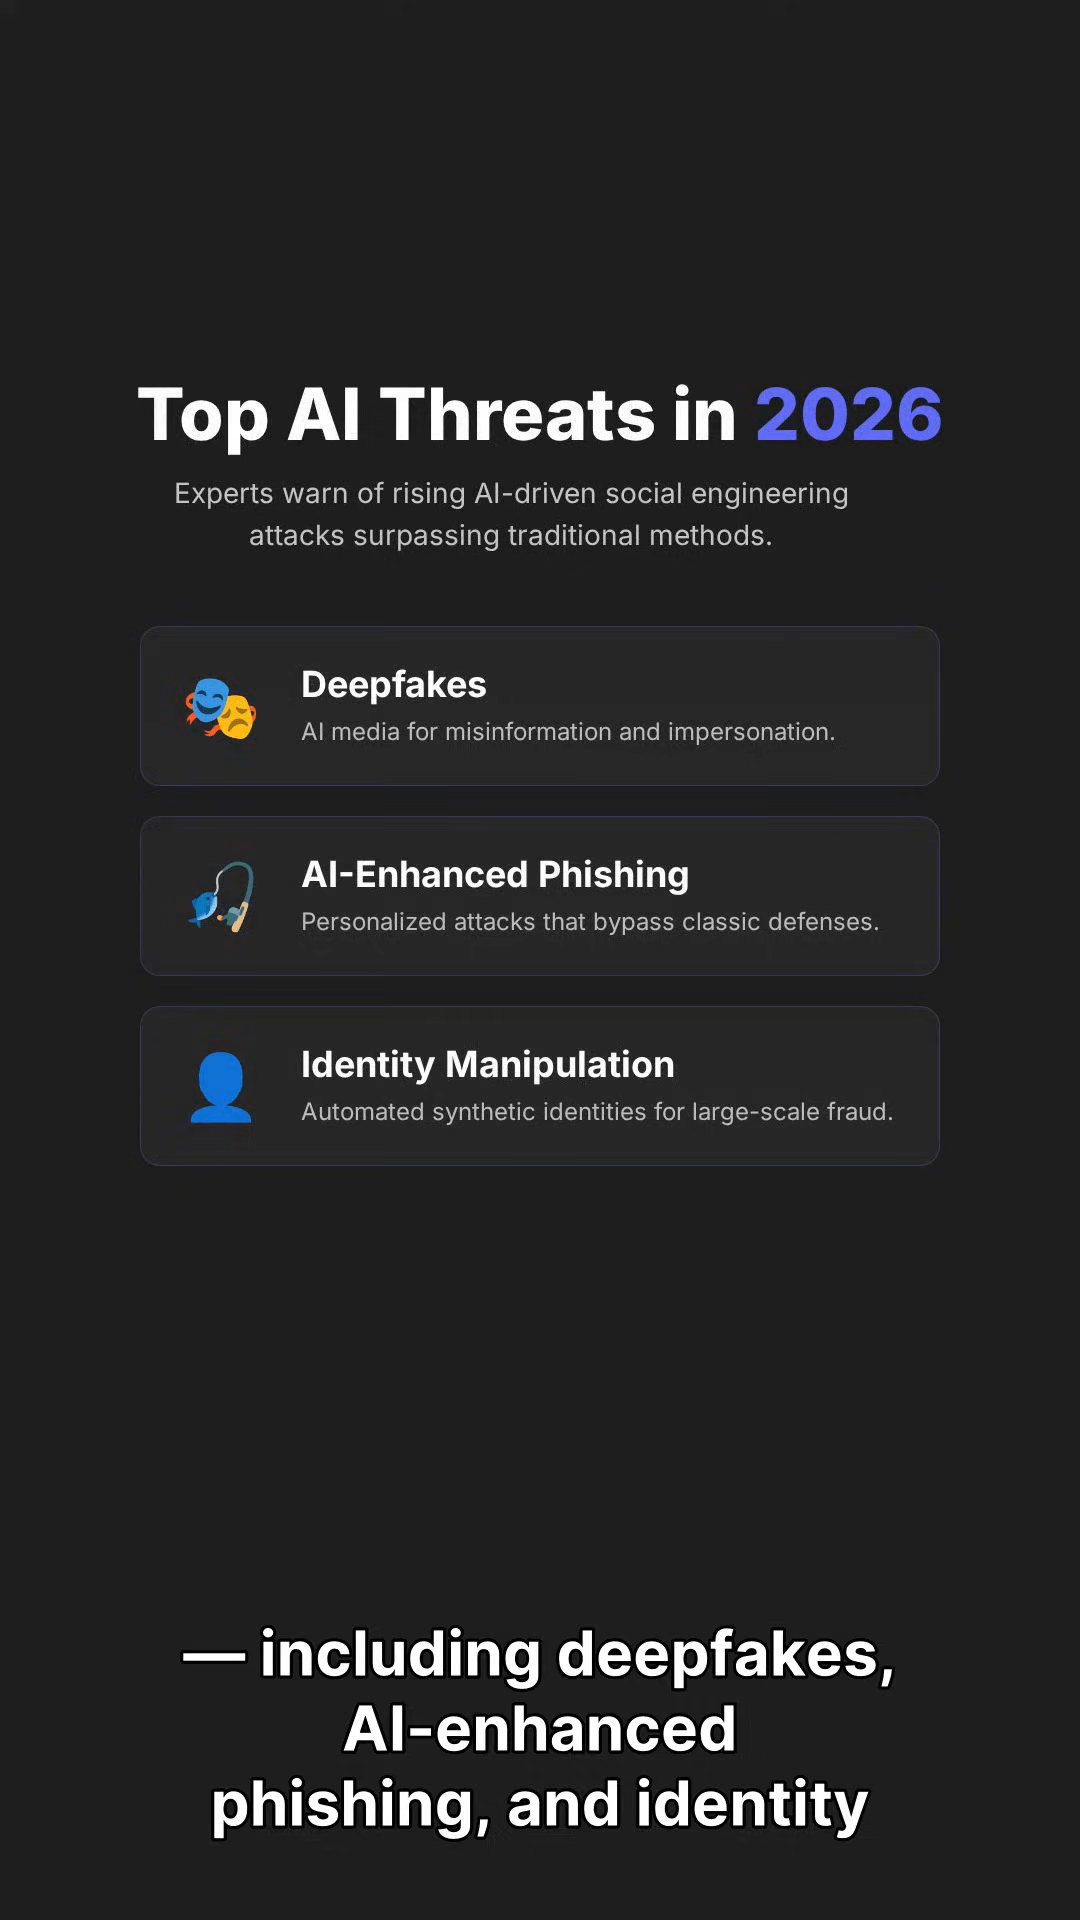 Top AI Threats in 2026
Experts warn of rising AI-driven social engineering
attacks surpassing traditional methods.
Deepfakes
AI media for misinformation and impersonation.
AI-Enhanced Phishing
Personalized attacks that bypass classic defenses.
Identity Manipulation
Automated synthetic identities for large-scale fraud.
— including deepfakes,
AI-enhanced
phishing, and identity